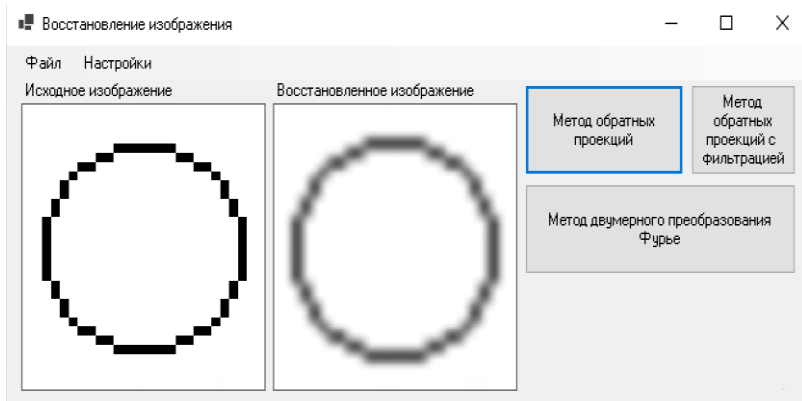 Восстановление изображения
Файл Настройки
Исходное изображение
Восстановленное изображение
Метод обратных
проекций
Метод
обратных
проекций с
фильтрацией
Метод двумерного преобразования
Фурье